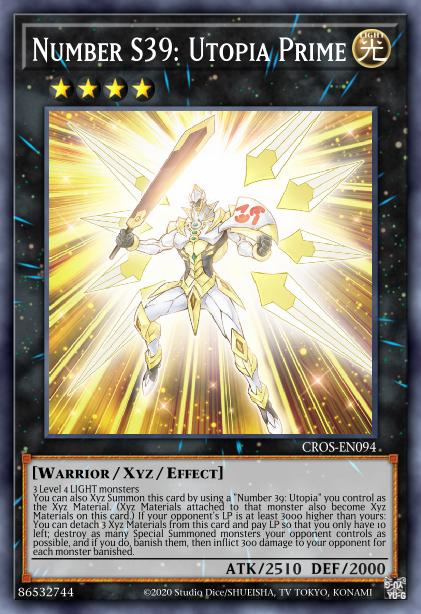 NUMBER S39: UTOPIA PRIME
LIGHT
光
39
CROS-EN094
[WARRIOR / XYZ / EFFECT]
3 Level 4 LIGHT monsters
You can also Xyz Summon this card by using a "Number 39: Utopia" you control as
the Xyz Material. (Xyz Materials attached to that monster also become Xyz
Materials on this card.) If your opponent's LP is at least 3000 higher than yours:
You can detach 3 Xyz Materials from this card and pay LP so that you only have 10
left; destroy as many Special Summoned monsters your opponent controls as
possible, and if you do, banish them, then inflict 300 damage to your opponent for
each monster banished.
ATK/2510 DEF/2000
86532744
©2020 Studio Dice/SHUEISHA, TV TOKYO, KONAMI